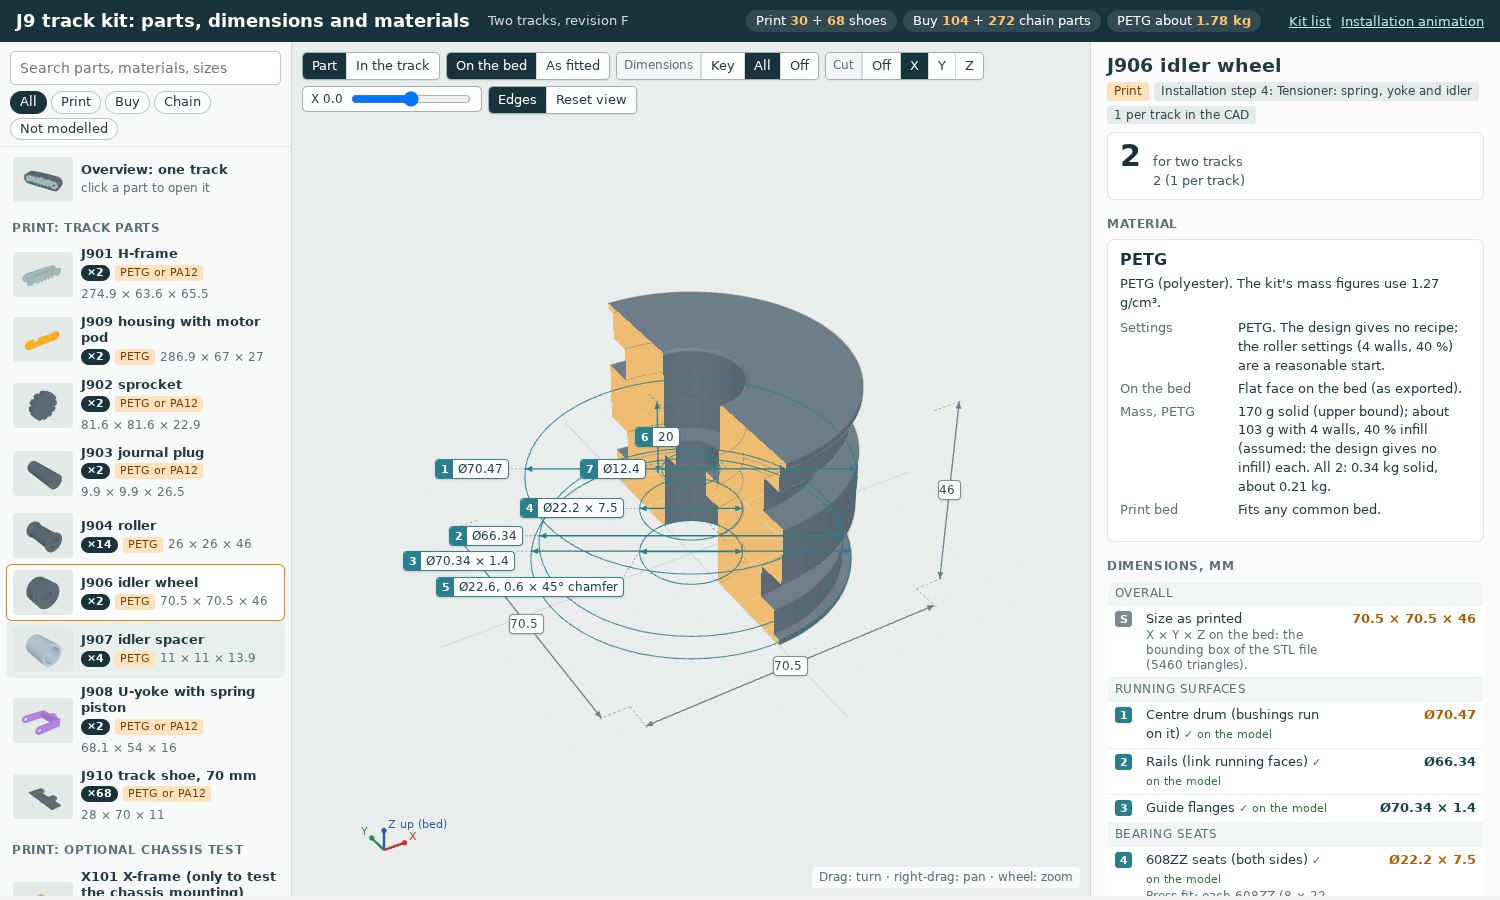 J9 track kit: parts, dimensions and materials
Two tracks, revision F
Print 30 + 68 shoes
Buy 104 + 272 chain parts
PETG about 1.78 kg
Kit list
Installation animation
Search parts, materials, sizes
All
Print
Buy
Chain
Not modelled
Overview: one track
click a part to open it
PRINT: TRACK PARTS
J901 H-frame
×2
PETG or PA12
274.9 × 63.6 × 65.5
J909 housing with motor
pod
×2
PETG
286.9 × 67 × 27
J902 sprocket
×2
PETG or PA12
81.6 × 81.6 × 22.9
J903 journal plug
×2
PETG or PA12
9.9 × 9.9 × 26.5
J904 roller
×14
PETG
26 × 26 × 46
J906 idler wheel
×2
PETG
70.5 × 70.5 × 46
J907 idler spacer
×4
PETG
11 × 11 × 13.9
J908 U-yoke with spring
piston
×2
PETG or PA12
68.1 × 54 × 16
J910 track shoe, 70 mm
×68
PETG or PA12
28 × 70 × 11
PRINT: OPTIONAL CHASSIS TEST
X101 X-frame (only to test
the chassis mounting)
Part
In the track
On the bed
As fitted
Dimensions
Key
All
Off
Cut
Off
X
Y
Z
X 0.0
Edges
Reset view
6 20
1 Ø70.47
7 Ø12.4
4 Ø22.2 × 7.5
2 Ø66.34
3 Ø70.34 × 1.4
5 Ø22.6, 0.6 × 45° chamfer
46
70.5
70.5
Y
Z up (bed)
X
Drag: turn · right-drag: pan · wheel: zoom
J906 idler wheel
Print
Installation step 4: Tensioner: spring, yoke and idler
1 per track in the CAD
2
for two tracks
2 (1 per track)
MATERIAL
PETG
PETG (polyester). The kit's mass figures use 1.27
g/cm³.
Settings
PETG. The design gives no recipe;
the roller settings (4 walls, 40 %)
are a reasonable start.
On the bed
Flat face on the bed (as exported).
Mass, PETG
170 g solid (upper bound); about
103 g with 4 walls, 40 % infill
(assumed: the design gives no
infill) each. All 2: 0.34 kg solid,
about 0.21 kg.
Print bed
Fits any common bed.
DIMENSIONS, MM
OVERALL
S
Size as printed
70.5 × 70.5 × 46
X × Y × Z on the bed: the
bounding box of the STL file
(5460 triangles).
RUNNING SURFACES
1
Centre drum (bushings run
on it) ✓ on the model
Ø70.47
2
Rails (link running faces) ✓
on the model
Ø66.34
3
Guide flanges ✓ on the model
Ø70.34 × 1.4
BEARING SEATS
4
608ZZ seats (both sides) ✓
on the model
Ø22.2 × 7.5
Press fit: each 608ZZ (8 × 22